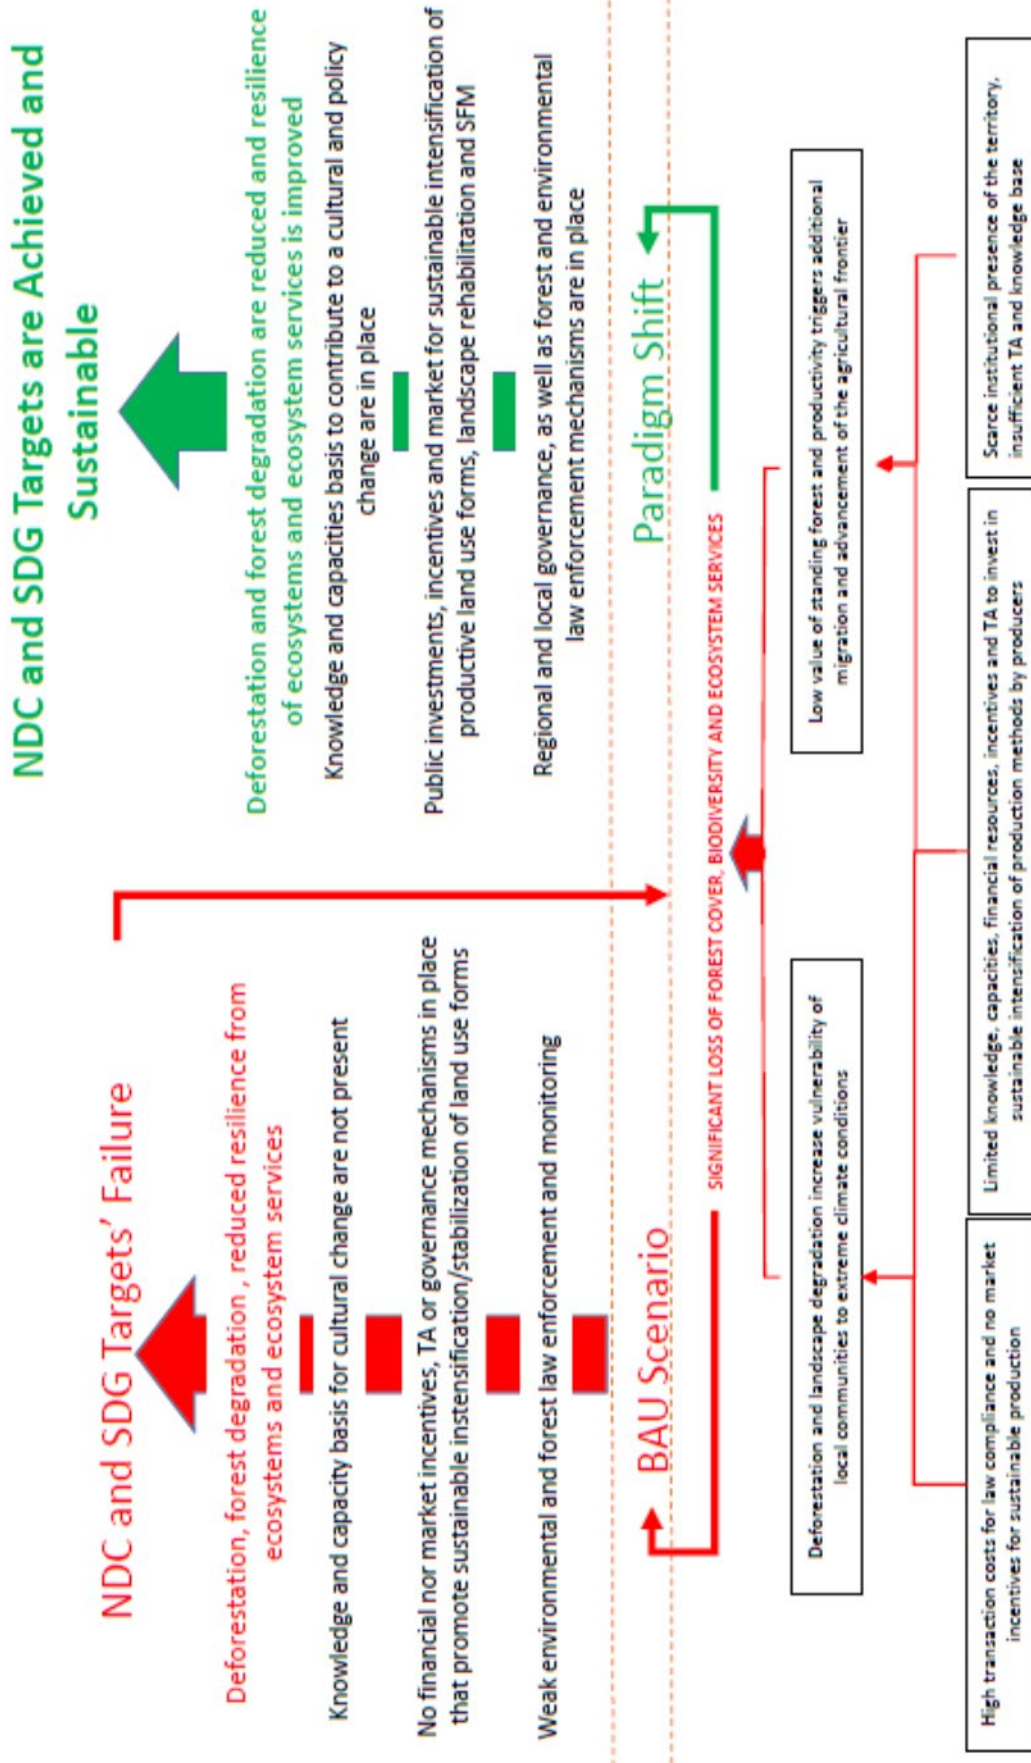 NDC and SDG Targets' Failure
Deforestation, forest degradation , reduced resilience from
ecosystems and ecosystem services
Knowledge and capacity basis for cultural change are not present
No financial nor market incentives, TA or governance mechanisms in place
that promote sustainable instensification/stabilization of land use forms
Weak environmental and forest law enforcement and monitoring
BAU Scenario
NDC and SDG Targets are Achieved and
Sustainable
Deforestation and forest degradation are reduced and resilience
of ecosystems and ecosystem services is improved
Knowledge and capacities basis to contribute to a cultural and policy
change are in place
Public investments, incentives and market for sustainable intensification of
productive land use forms, landscape rehabilitation and SFM
Regional and local governance, as well as forest and environmental
law enforcement mechanisms are in place
Paradigm Shift
SIGNIFICANT LOSS OF FOREST COVER, BIODIVERSITY AND ECOSYSTEM SERVICES
Deforestation and landscape degradation increase vulnerability of
local communities to extreme climate conditions
Low value of standing forest and productivity triggers additional
migration and advancement of the agricultural frontier
High transaction costs for law compliance and no market
incentives for sustainable production
Limited knowledge, capacities, financial resources, incentives and TA to invest in
sustainable intensification of production methods by producers
Scarce institutional presence of the territory,
insufficient TA and knowledge base